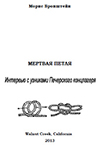 Морис Бронштейн
МЕРТВАЯ ПЕТЛЯ
Интервью с узниками Печорского концлагеря
Walnut Creek, California
2013